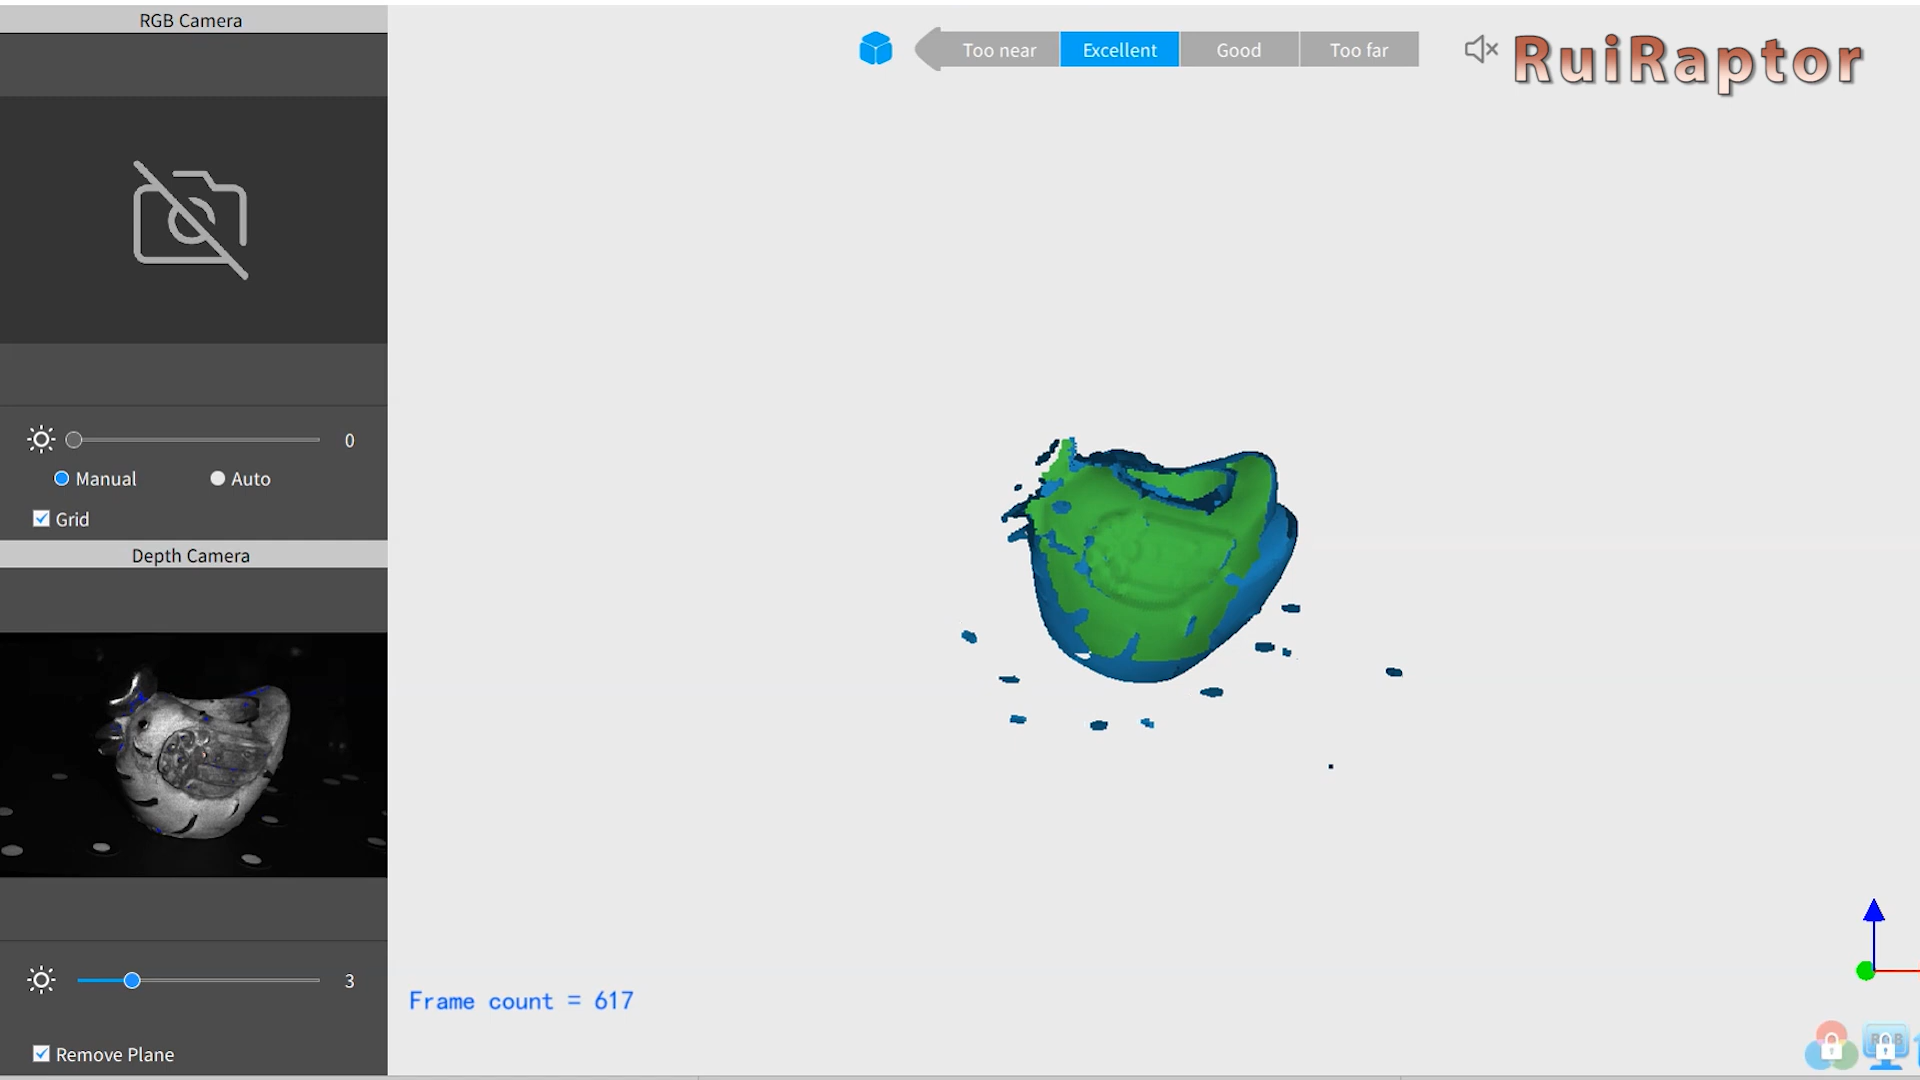 RGB Camera
Too near
Excellent
Good
Too far
RuiRaptor
0
Manual
Auto
Grid
Depth Camera
3
Frame count = 617
Remove Plane
RGB